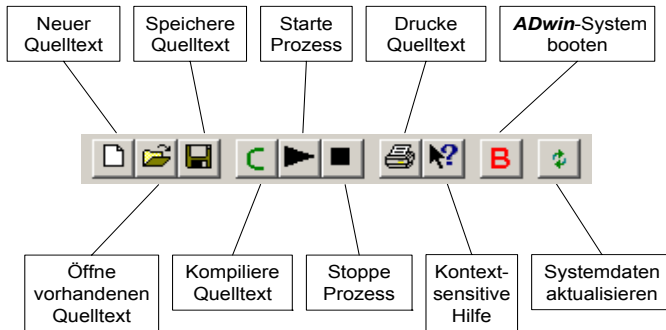 Neuer
Quelltext
Speichere
Quelltext
Starte
Prozess
Drucke
Quelltext
ADwin-System
booten
C
?
B
Öffne
vorhandenen
Quelltext
Kompiliere
Quelltext
Stoppe
Prozess
Kontext-
sensitive
Hilfe
Systemdaten
aktualisieren